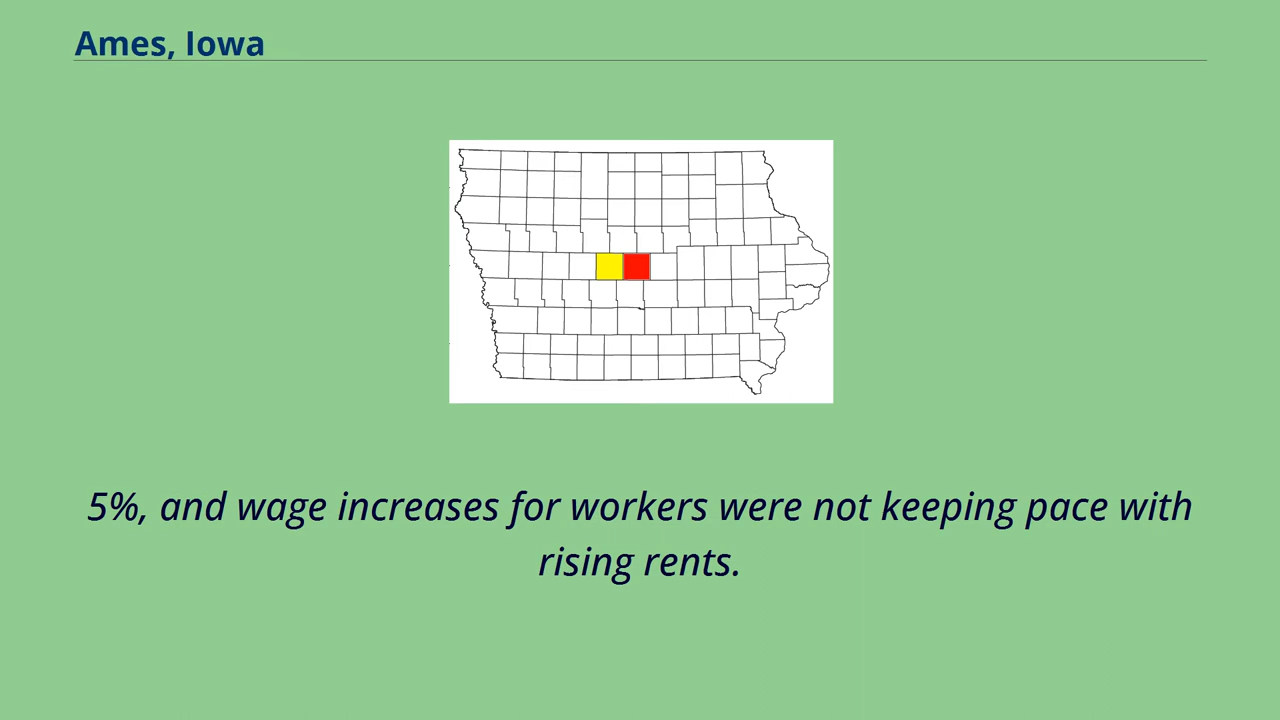 Ames, Iowa
5%, and wage increases for workers were not keeping pace with
rising rents.